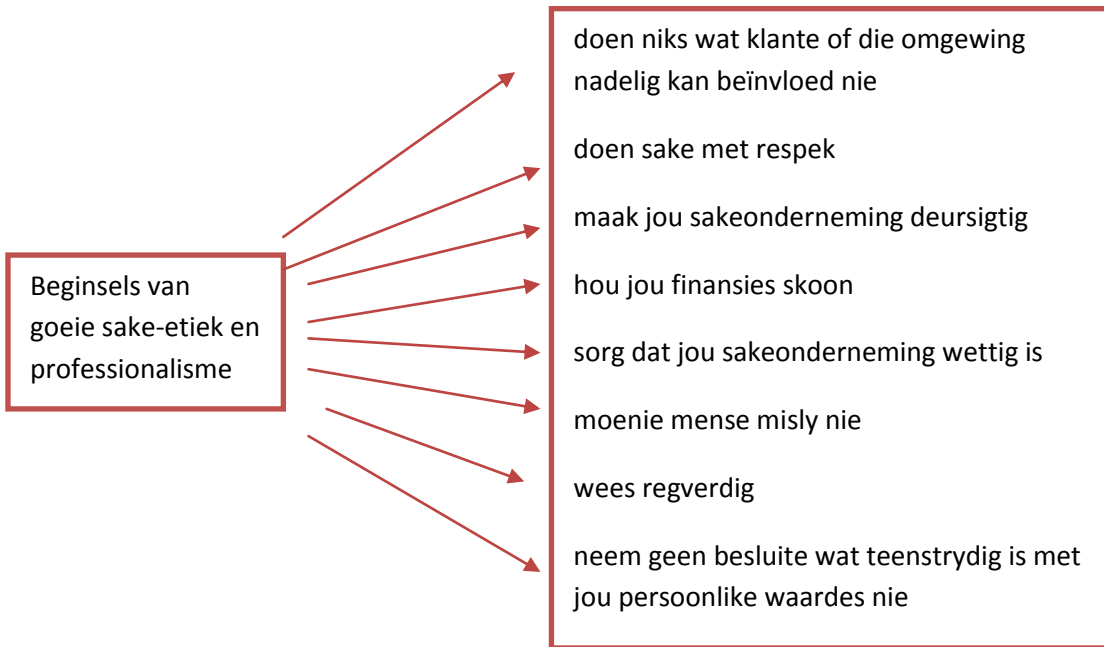 Beginsels van
goeie sake-etiek en
professionalisme
doen niks wat klante of die omgewing
nadelig kan beïnvloed nie
doen sake met respek
maak jou sakeonderneming deursigtig
hou jou finansies skoon
sorg dat jou sakeonderneming wettig is
moenie mense misly nie
wees regverdig
neem geen besluite wat teenstrydig is met
jou persoonlike waardes nie